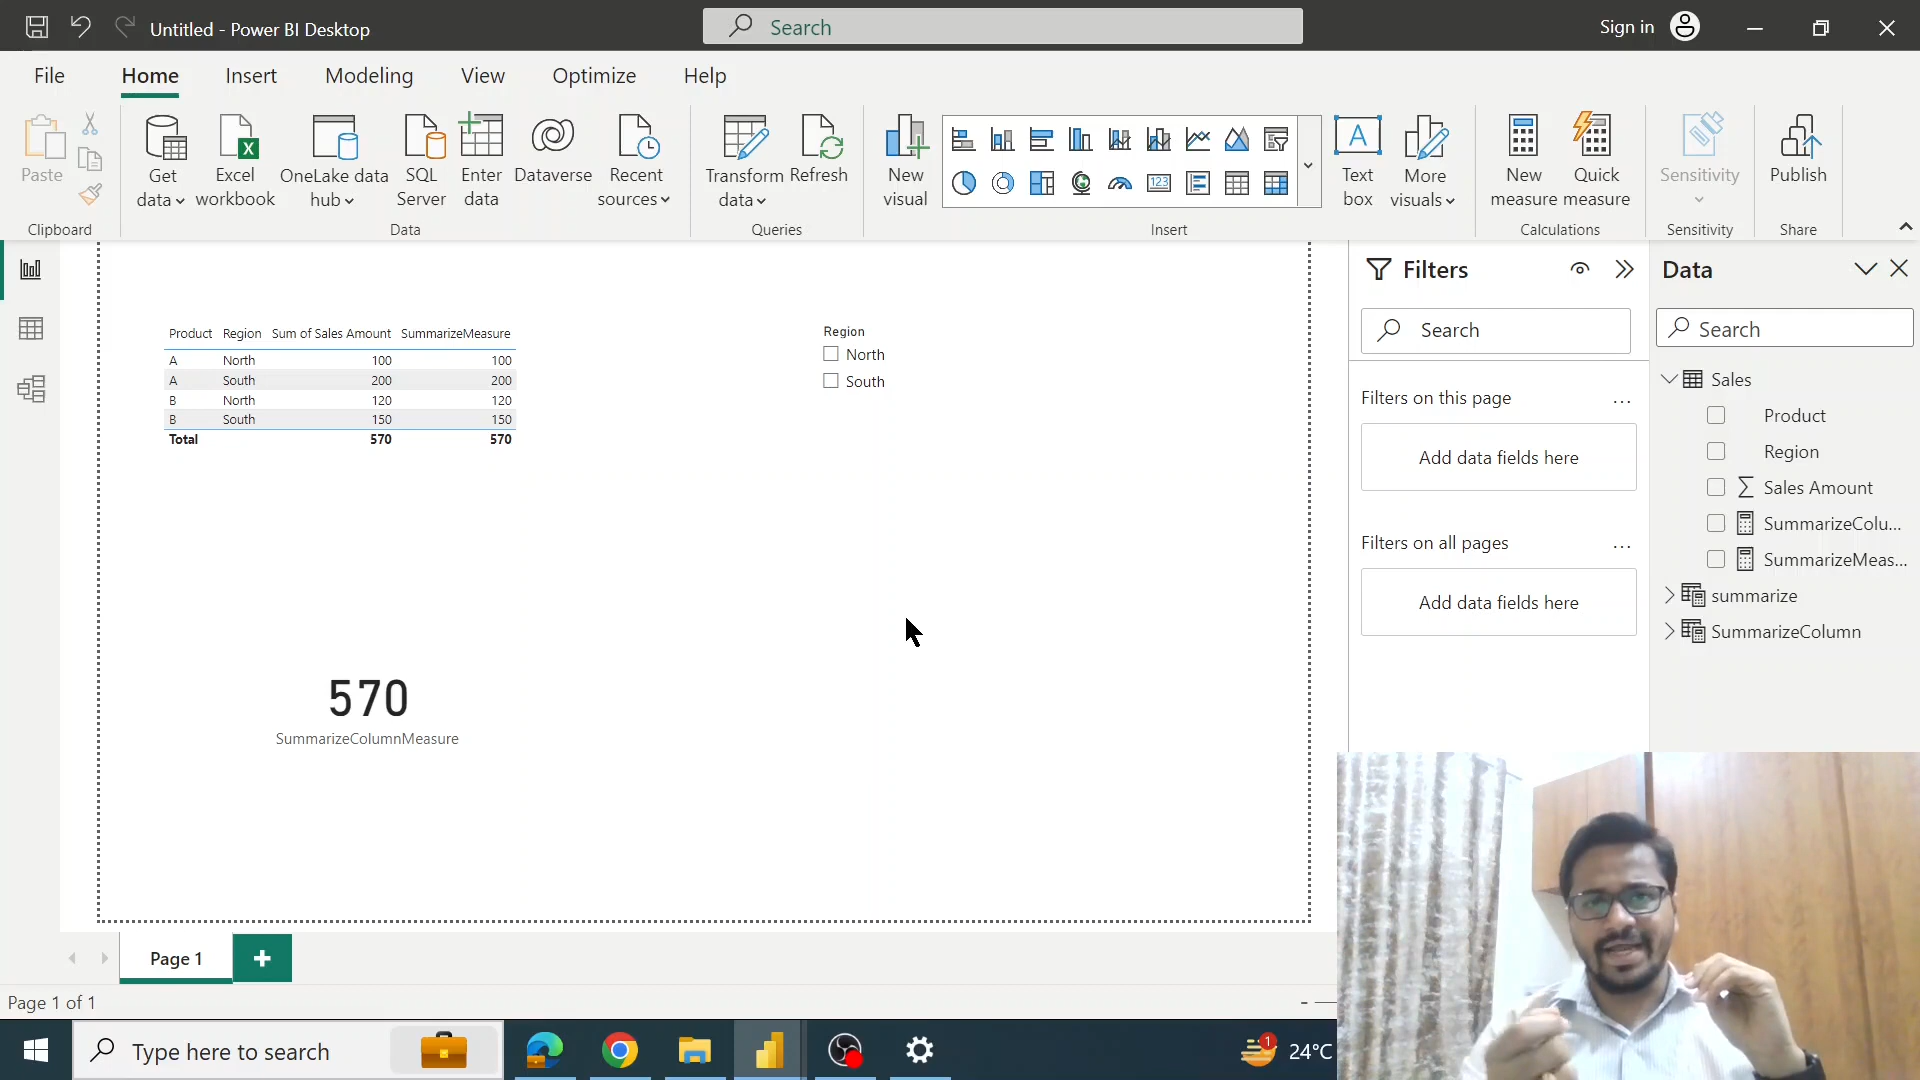 Untitled - Power BI Desktop
Search
Sign in
File Home Insert Modeling View Optimize Help
Paste
Get data
Excel workbook
OneLake data hub
SQL Server
Enter data
Dataverse
Recent sources
Transform data
Refresh
New visual
123
A
Text box
More visuals
New measure
Quick measure
Sensitivity
Publish
Clipboard
Data
Queries
Insert
Calculations
Sensitivity
Share
Product Region Sum of Sales Amount SummarizeMeasure
A North 100 100
A South 200 200
B North 120 120
B South 150 150
Total 570 570
Region
North
South
570
SummarizeColumnMeasure
Filters
Search
Filters on this page ...
Add data fields here
Filters on all pages ...
Add data fields here
Data
Search
Sales
Product
Region
Sales Amount
SummarizeColu...
SummarizeMeas...
summarize
SummarizeColumn
Page 1
Page 1 of 1
Type here to search
1
24°C